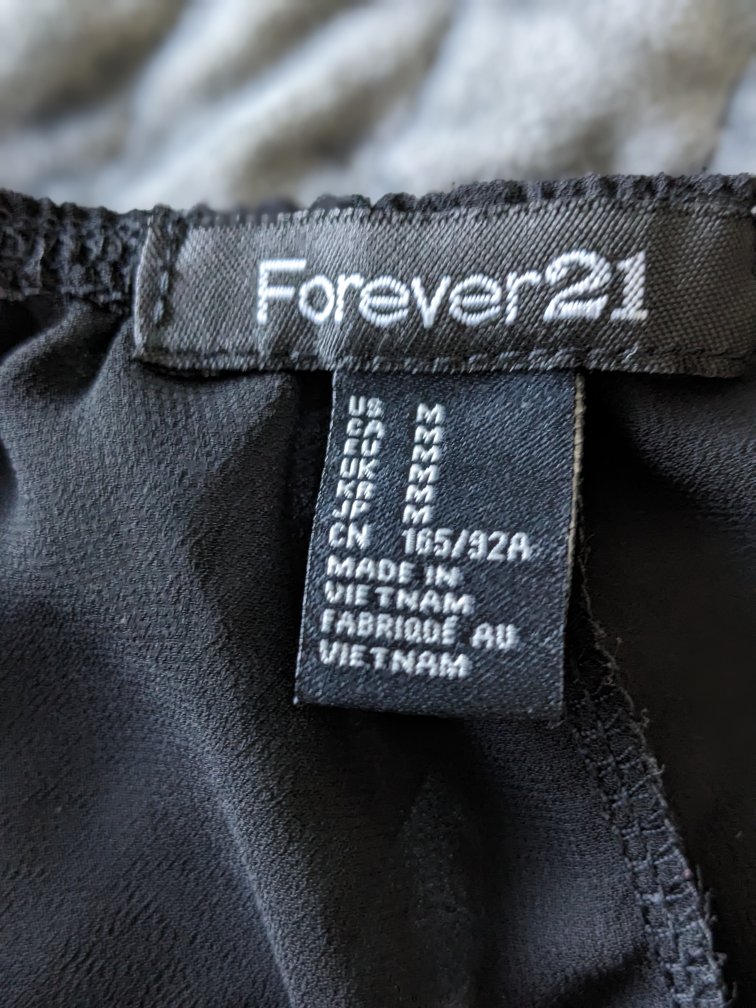 Forever21
US M
CA M
EU M
UK M
KR M
JP M
CN 165/92A
MADE IN
VIETNAM
FABRIQUÉ AU
VIETNAM